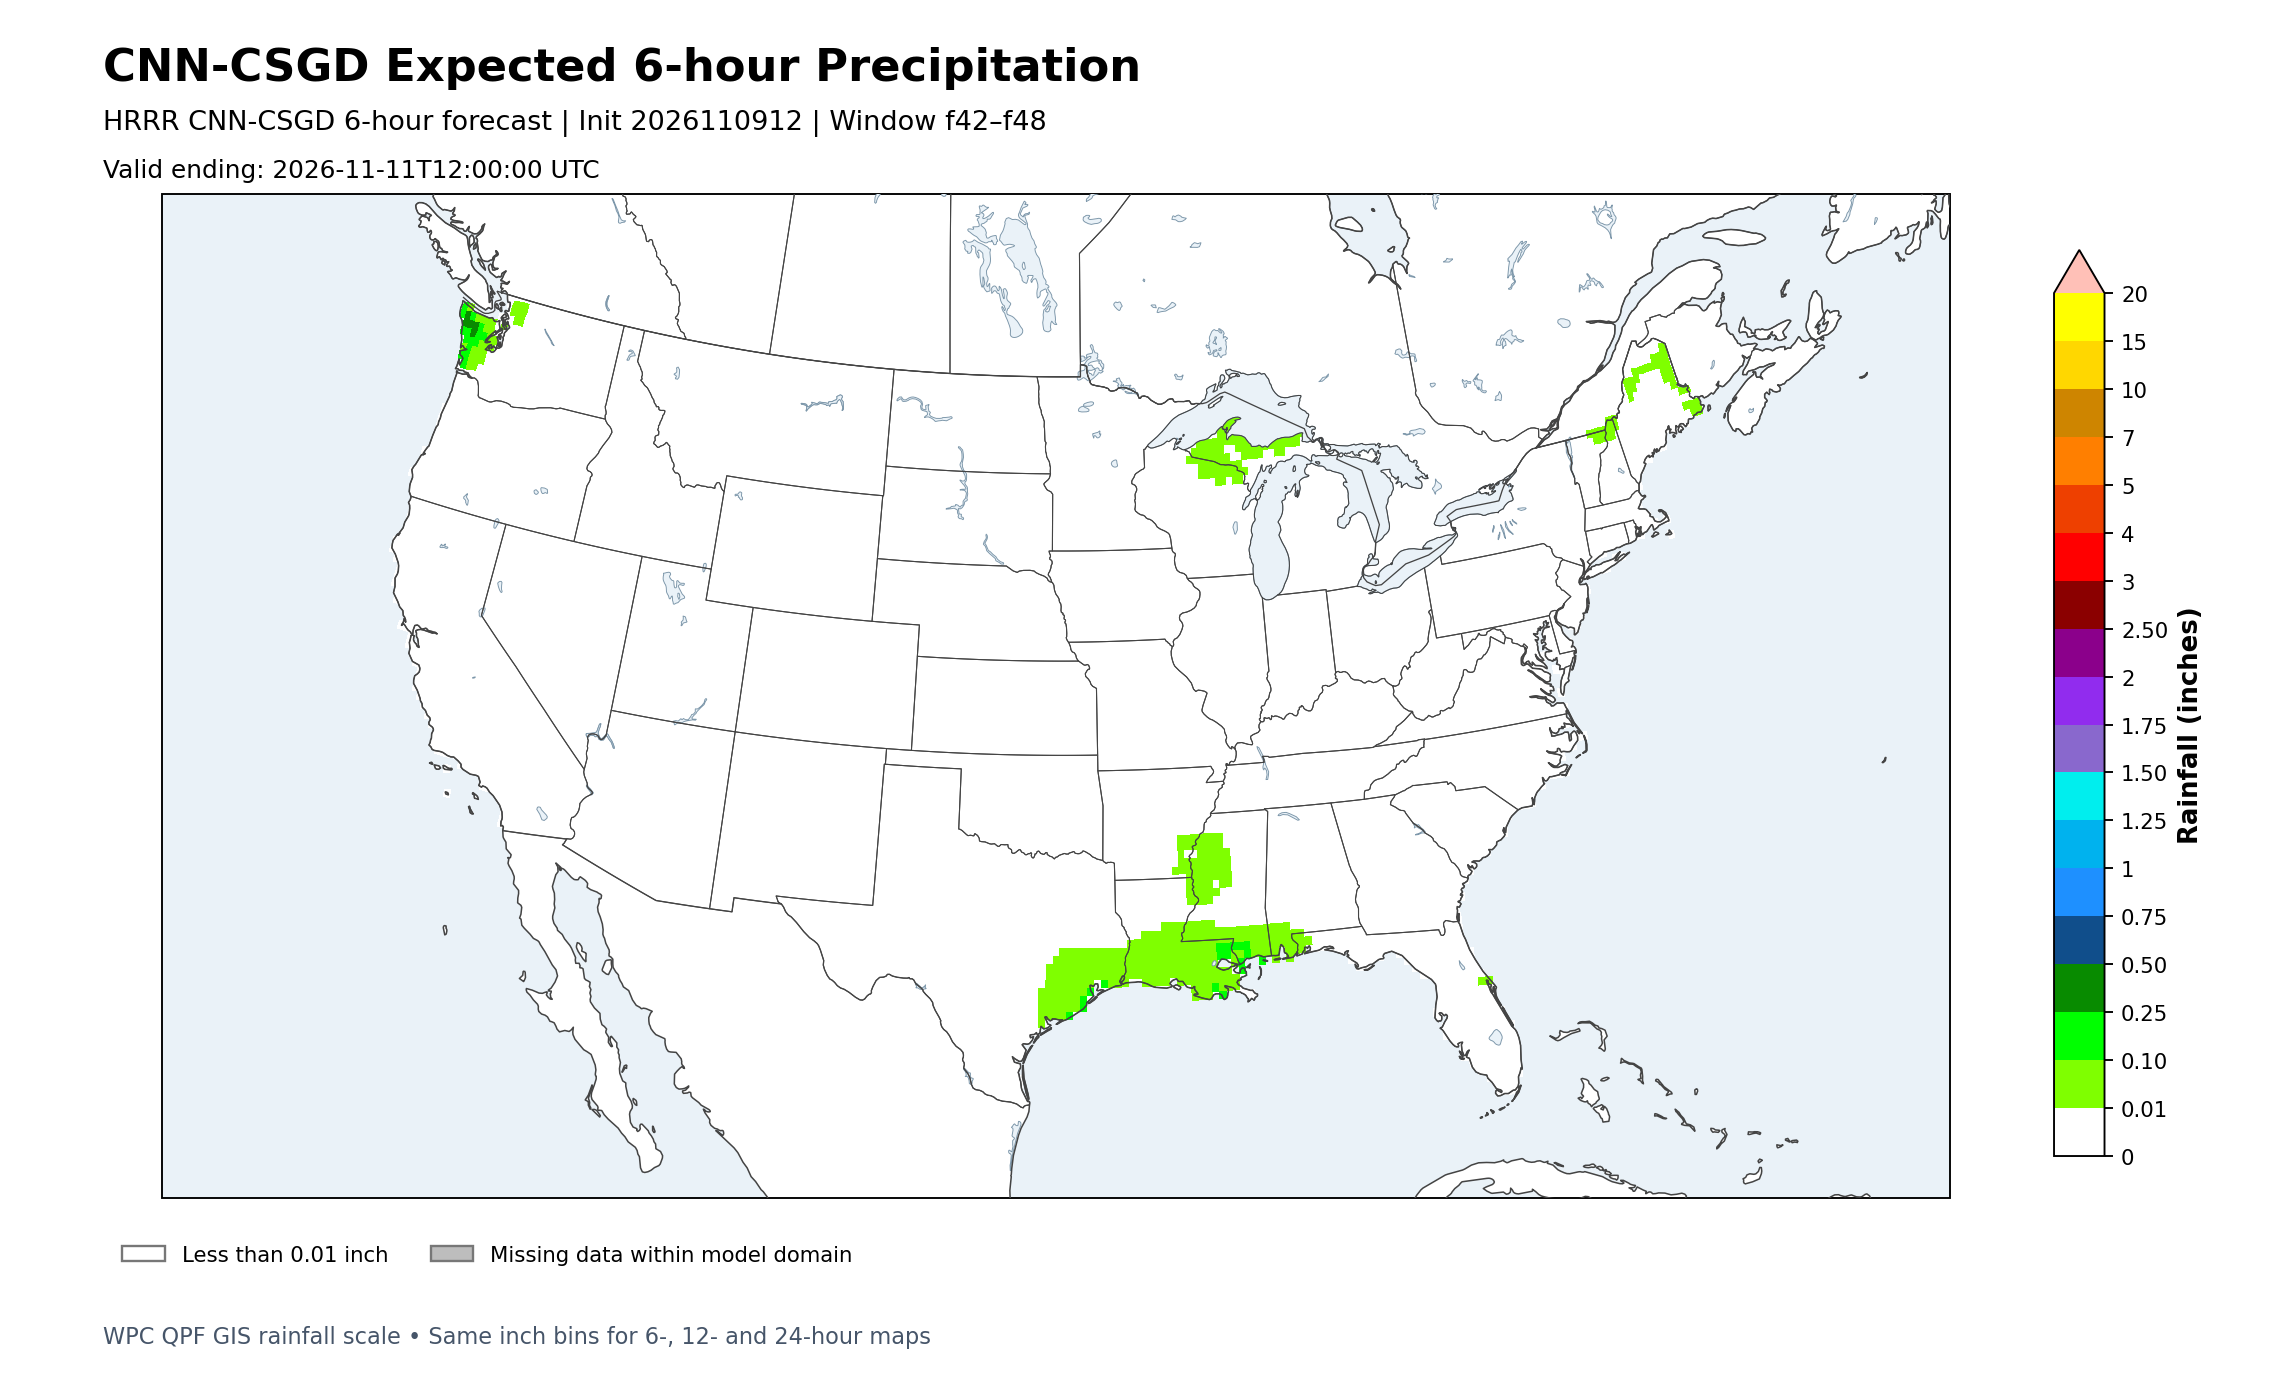 CNN-CSGD Expected 6-hour Precipitation
HRRR CNN-CSGD 6-hour forecast | Init 2026110912 | Window f42–f48
Valid ending: 2026-11-11T12:00:00 UTC
20
15
10
7
5
4
3
2.50
2
1.75
1.50
1.25
1
0.75
0.50
0.25
0.10
0.01
0
Rainfall (inches)
Less than 0.01 inch
Missing data within model domain
WPC QPF GIS rainfall scale • Same inch bins for 6-, 12- and 24-hour maps